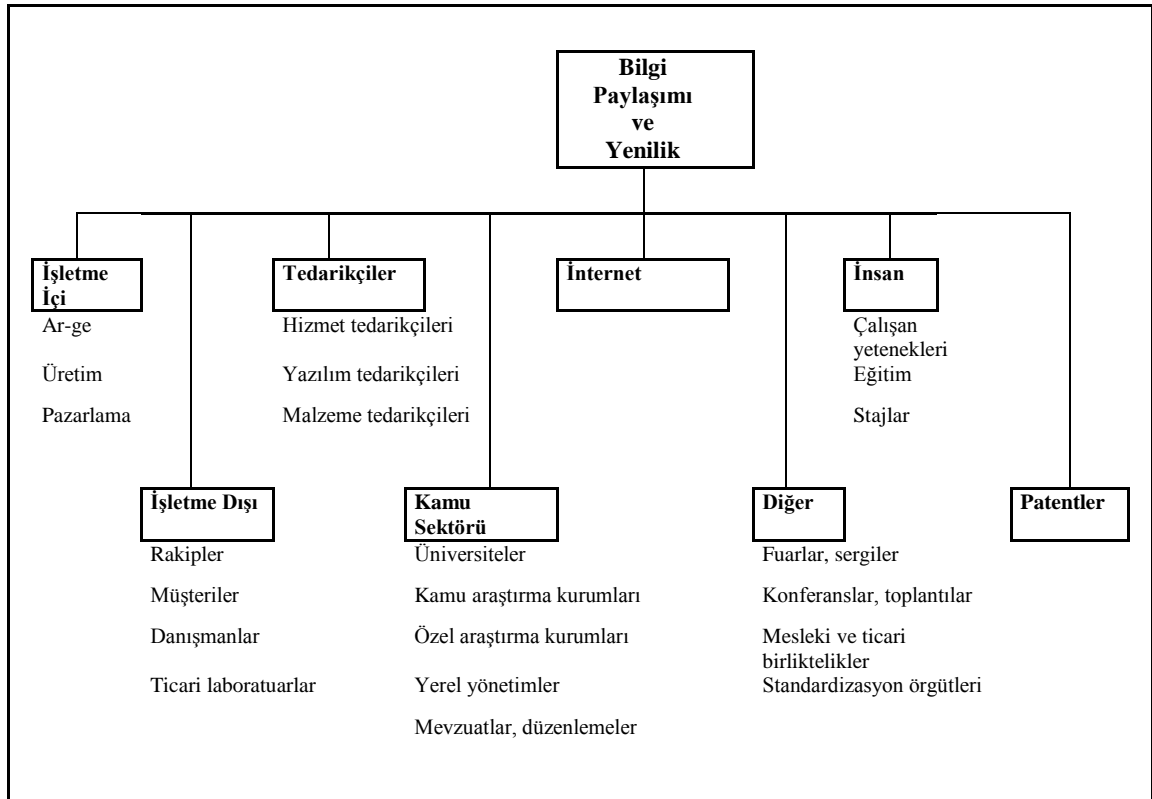 Bilgi
Paylaşımı
ve
Yenilik
İşletme
İçi
Ar-ge
Üretim
Pazarlama
Tedarikçiler
Hizmet tedarikçileri
Yazılım tedarikçileri
Malzeme tedarikçileri
İnternet
İnsan
Çalışan
yetenekleri
Eğitim
Stajlar
İşletme Dışı
Rakipler
Müşteriler
Danışmanlar
Ticari laboratuarlar
Kamu
Sektörü
Üniversiteler
Kamu araştırma kurumları
Özel araştırma kurumları
Yerel yönetimler
Mevzuatlar, düzenlemeler
Diğer
Fuarlar, sergiler
Konferanslar, toplantılar
Mesleki ve ticari
birliktelikler
Standardizasyon örgütleri
Patentler